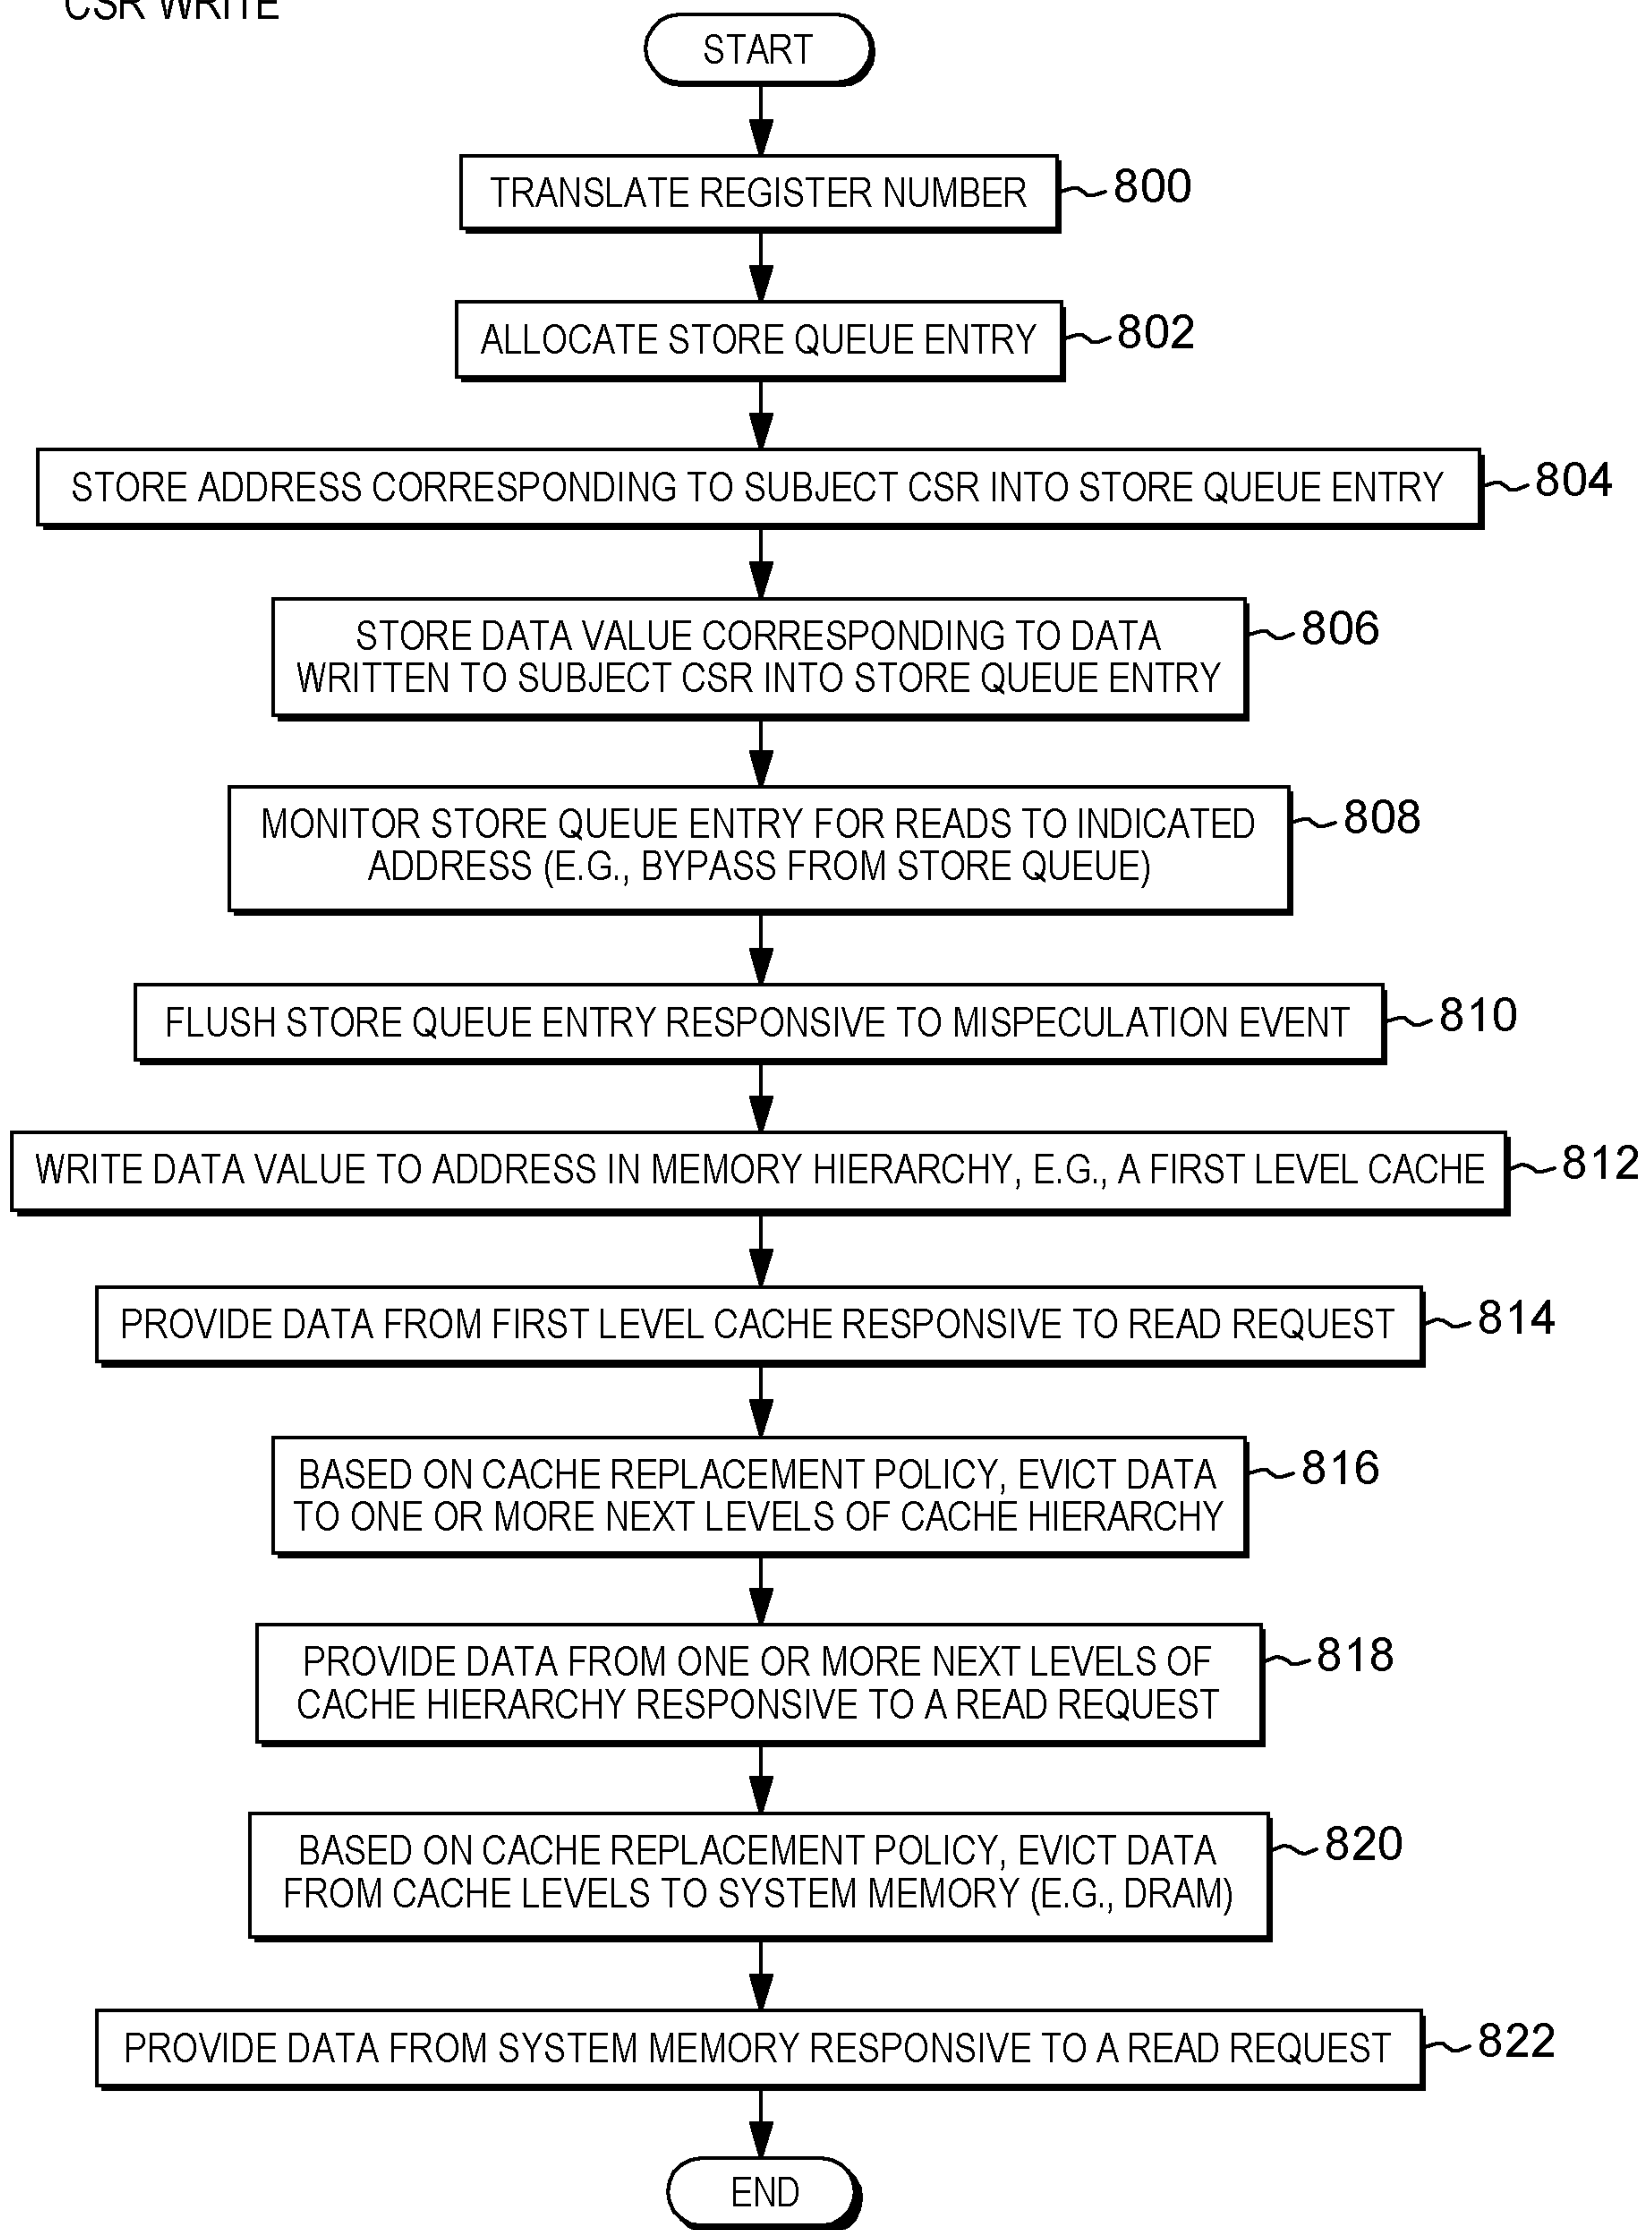 CSR WRITE
START
TRANSLATE REGISTER NUMBER
800
ALLOCATE STORE QUEUE ENTRY
802
STORE ADDRESS CORRESPONDING TO SUBJECT CSR INTO STORE QUEUE ENTRY
804
STORE DATA VALUE CORRESPONDING TO DATA
WRITTEN TO SUBJECT CSR INTO STORE QUEUE ENTRY
806
MONITOR STORE QUEUE ENTRY FOR READS TO INDICATED
ADDRESS (E.G., BYPASS FROM STORE QUEUE)
808
FLUSH STORE QUEUE ENTRY RESPONSIVE TO MISPECULATION EVENT
810
WRITE DATA VALUE TO ADDRESS IN MEMORY HIERARCHY, E.G., A FIRST LEVEL CACHE
812
PROVIDE DATA FROM FIRST LEVEL CACHE RESPONSIVE TO READ REQUEST
814
BASED ON CACHE REPLACEMENT POLICY, EVICT DATA
TO ONE OR MORE NEXT LEVELS OF CACHE HIERARCHY
816
PROVIDE DATA FROM ONE OR MORE NEXT LEVELS OF
CACHE HIERARCHY RESPONSIVE TO A READ REQUEST
818
BASED ON CACHE REPLACEMENT POLICY, EVICT DATA
FROM CACHE LEVELS TO SYSTEM MEMORY (E.G., DRAM)
820
PROVIDE DATA FROM SYSTEM MEMORY RESPONSIVE TO A READ REQUEST
822
END